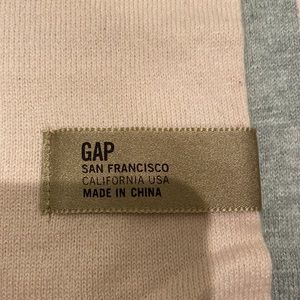 GAP
SAN FRANCISCO
CALIFORNIA USA
MADE IN CHINA